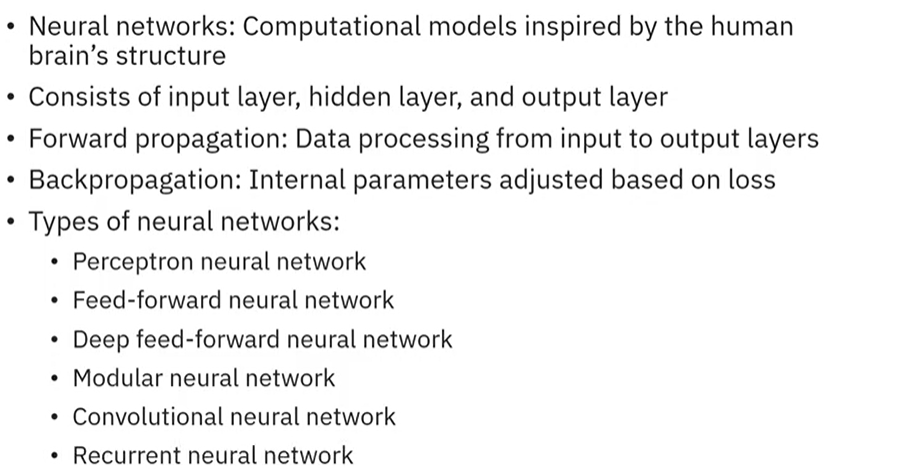 • Neural networks: Computational models inspired by the human
brain’s structure
• Consists of input layer, hidden layer, and output layer
• Forward propagation: Data processing from input to output layers
• Backpropagation: Internal parameters adjusted based on loss
• Types of neural networks:
• Perceptron neural network
• Feed-forward neural network
• Deep feed-forward neural network
• Modular neural network
• Convolutional neural network
• Recurrent neural network